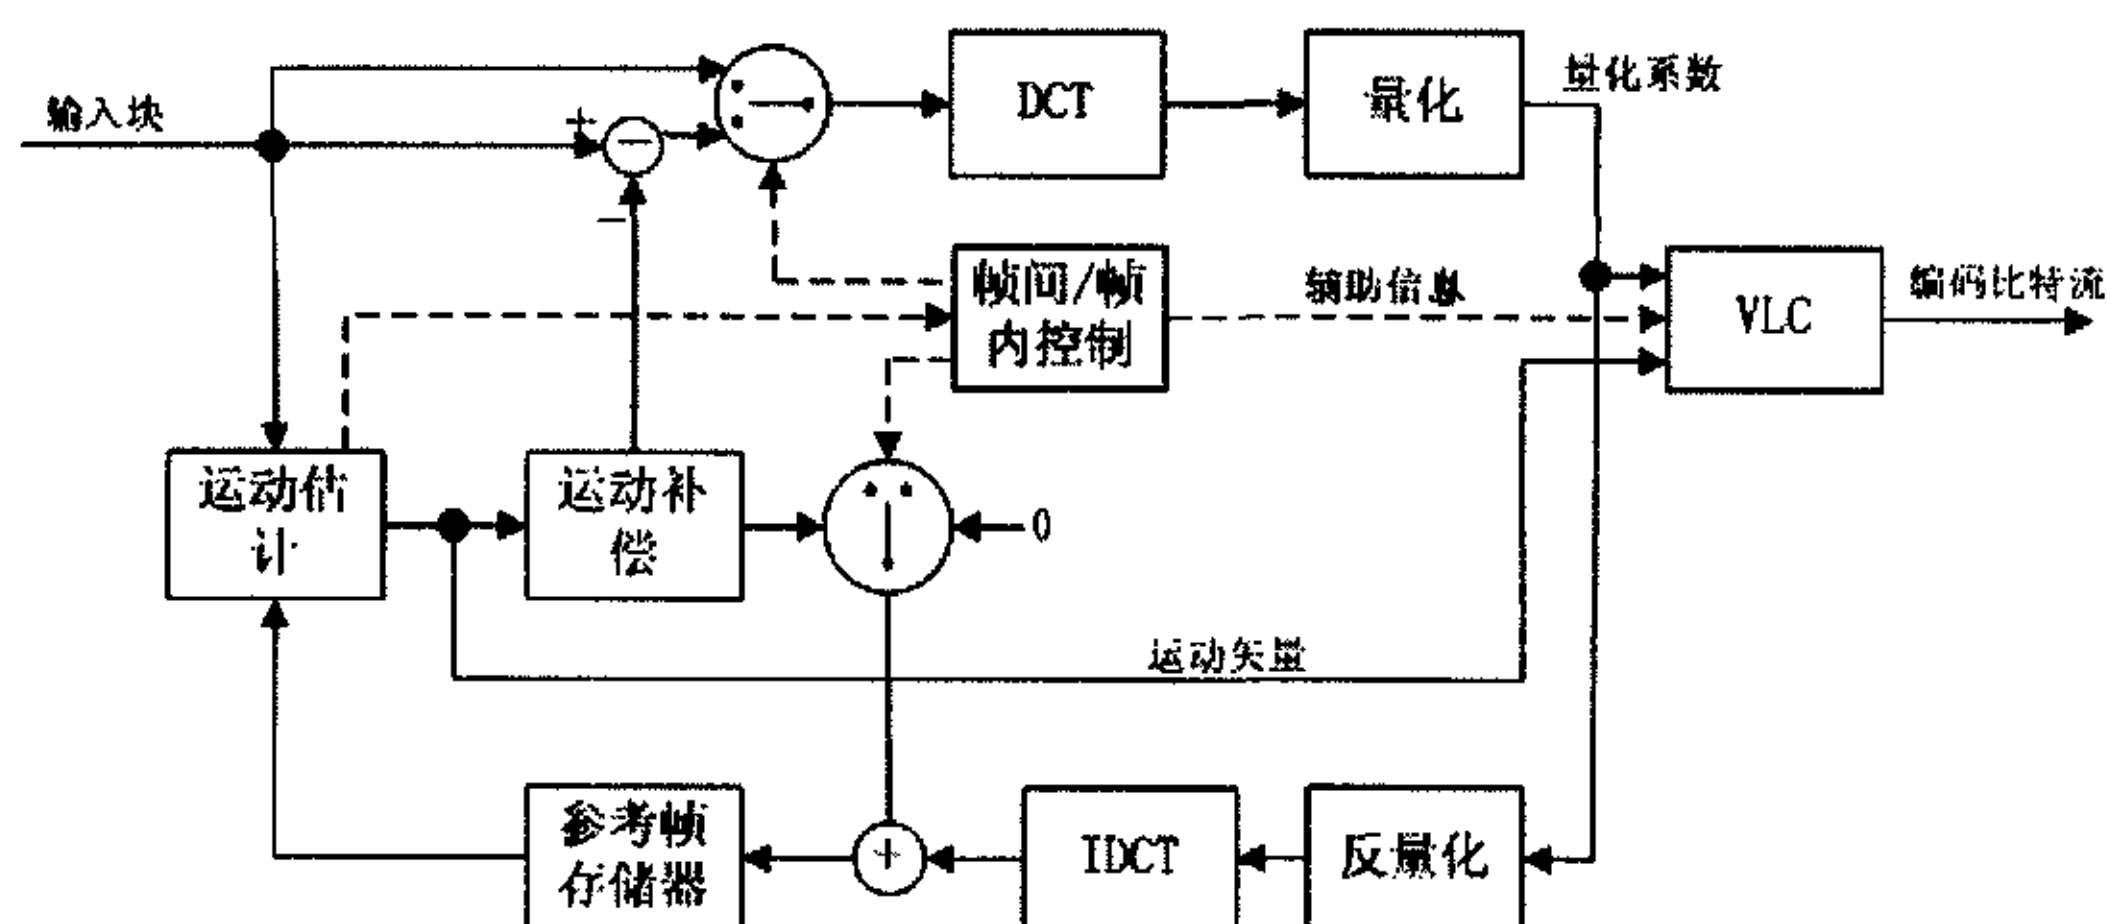 输入块
+
−
−
DCT
量化
量化系数
帧间/帧
内控制
辅助信息
VLC
编码比特流
运动估
计
运动补
偿
0
运动矢量
参考帧
存储器
+
IDCT
反量化